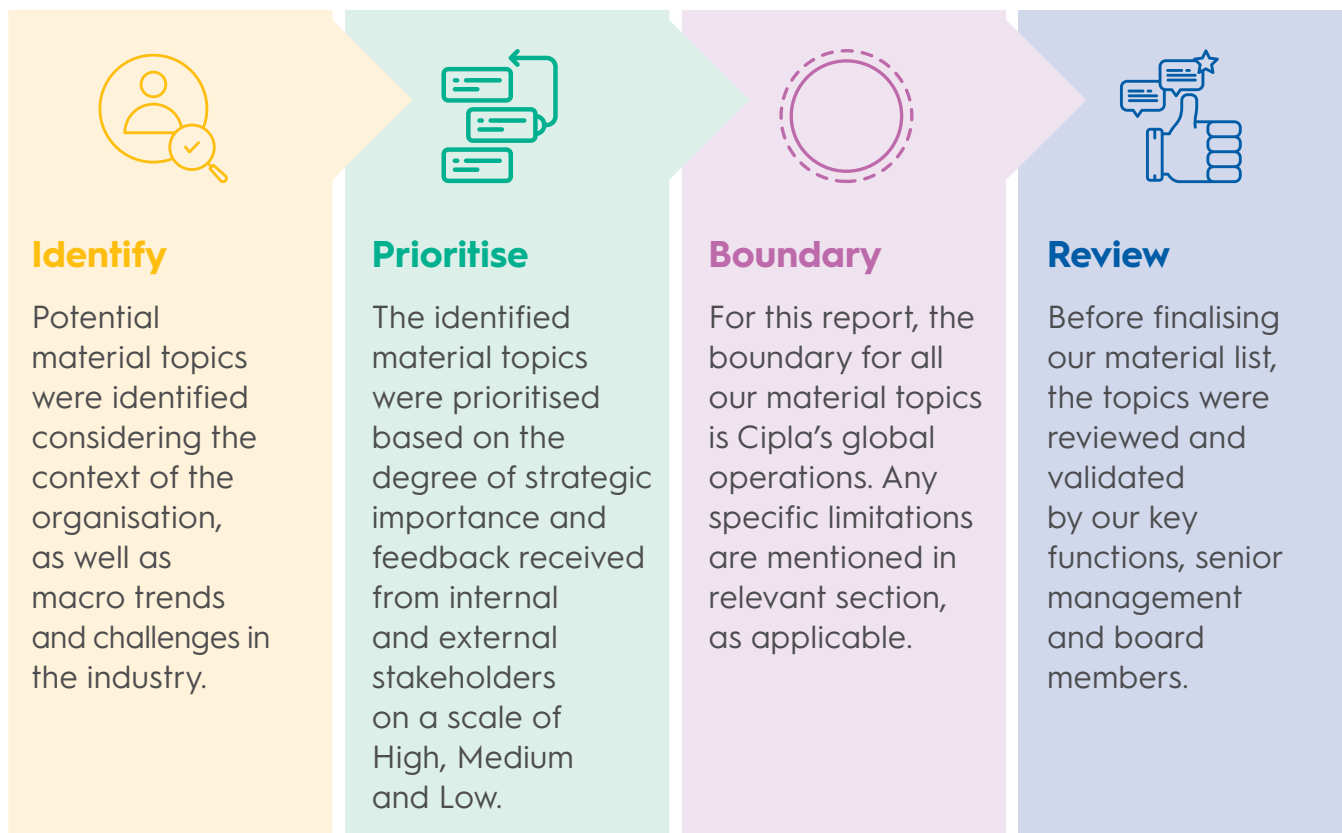 Identify
Potential
material topics
were identified
considering the
context of the
organisation,
as well as
macro trends
and challenges in
the industry.
Prioritise
The identified
material topics
were prioritised
based on the
degree of strategic
importance and
feedback received
from internal
and external
stakeholders
on a scale of
High, Medium
and Low.
Boundary
For this report, the
boundary for all
our material topics
is Cipla’s global
operations. Any
specific limitations
are mentioned in
relevant section,
as applicable.
Review
Before finalising
our material list,
the topics were
reviewed and
validated
by our key
functions, senior
management
and board
members.